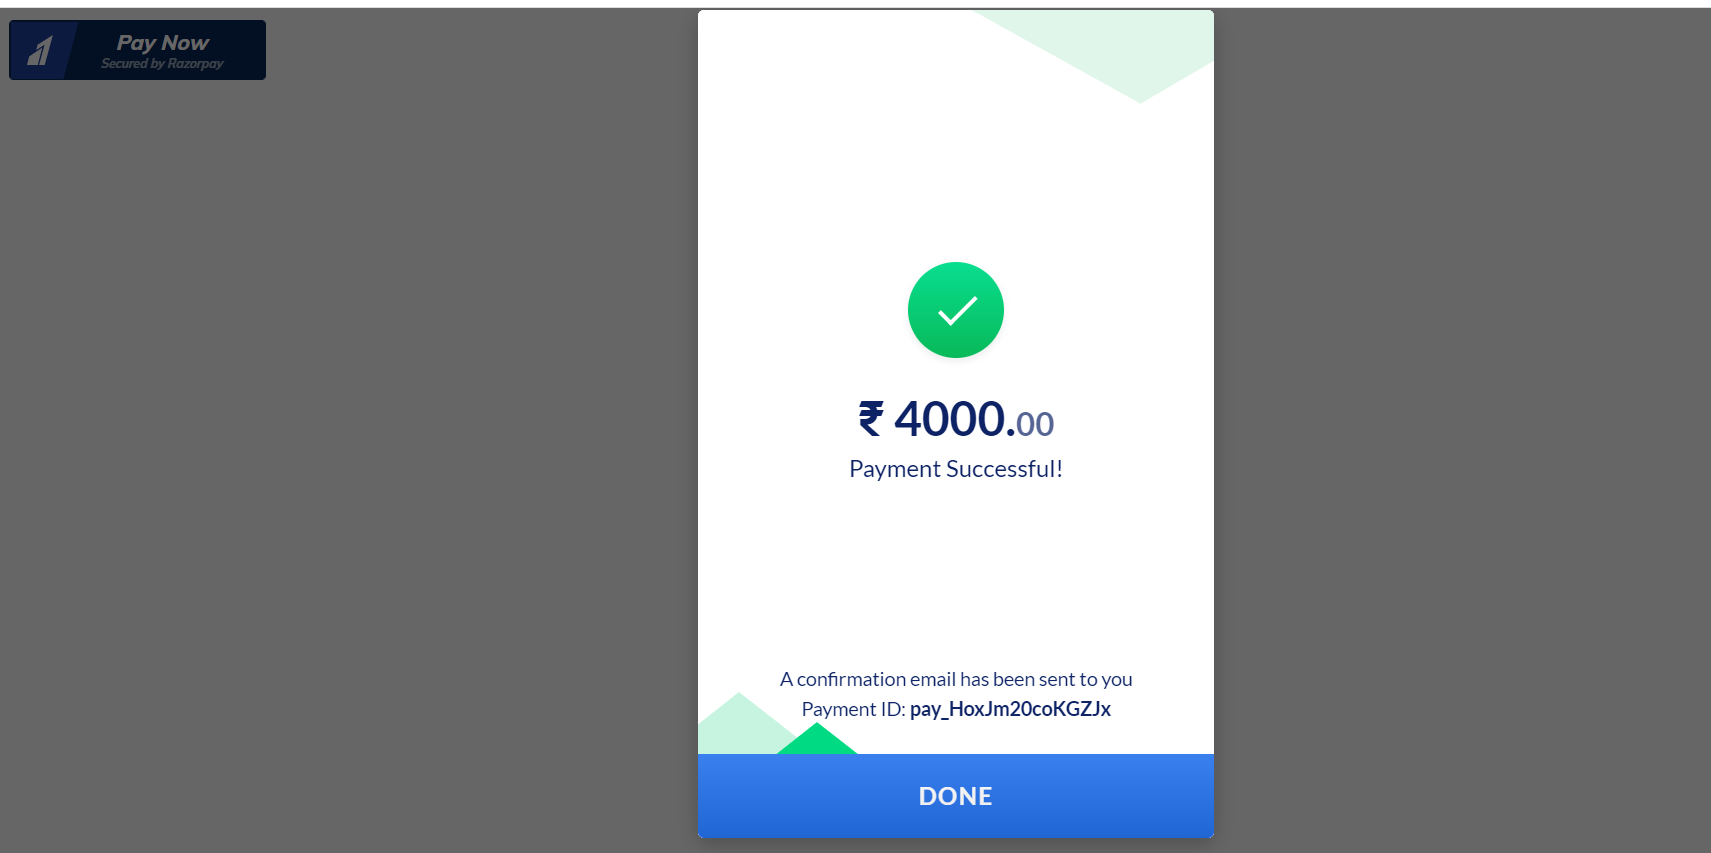 Pay Now
Secured by Razorpay
₹ 4000.00
Payment Successful!
A confirmation email has been sent to you
Payment ID: pay_HoxJm20coKGZJx
DONE